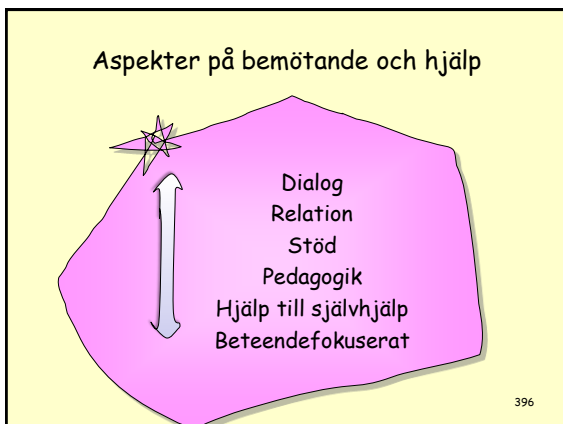 Aspekter på bemötande och hjälp
Dialog
Relation
Stöd
Pedagogik
Hjälp till självhjälp
Beteendefokuserat
396